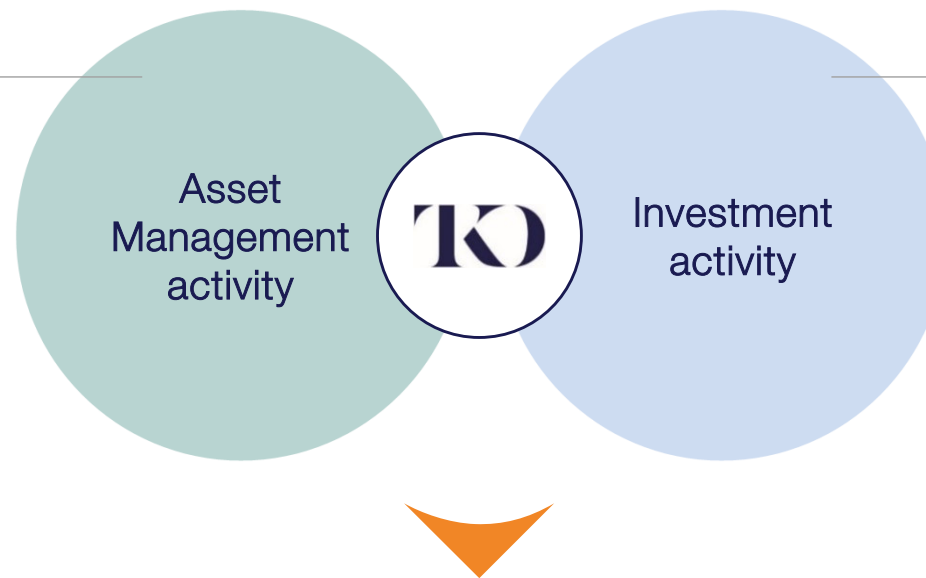 Asset
Management
activity
TKO
Investment
activity